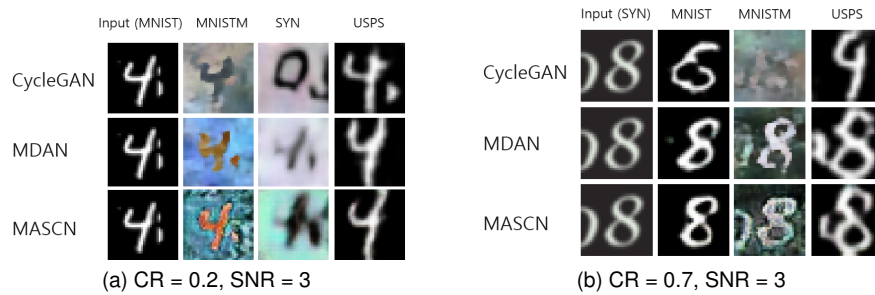 Input (MNIST) MNISTM SYN USPS
CycleGAN
MDAN
MASCN
(a) CR = 0.2, SNR = 3
Input (SYN) MNIST MNISTM USPS
CycleGAN
MDAN
MASCN
(b) CR = 0.7, SNR = 3